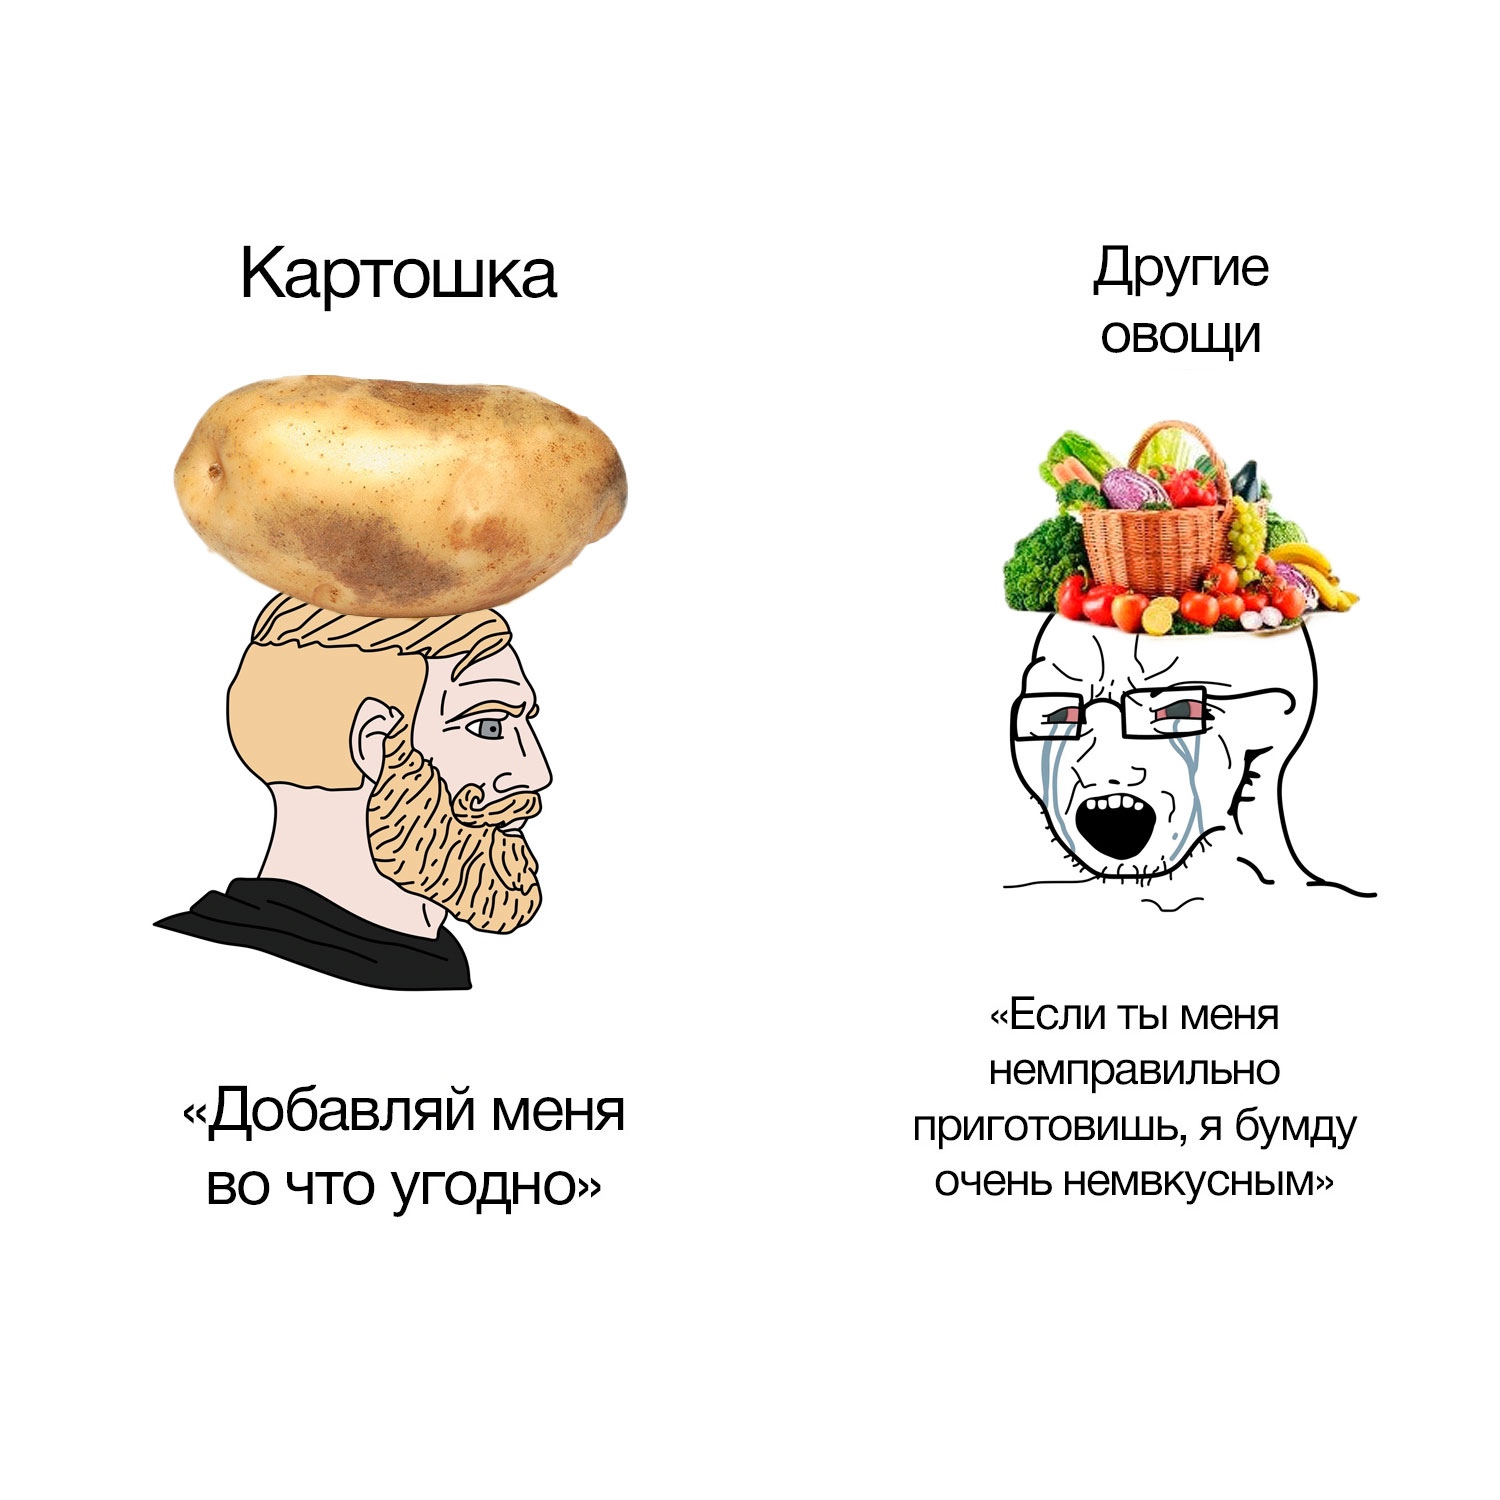 Картошка
Другие
овощи
«Добавляй меня
во что угодно»
«Если ты меня
немправильно
приготовишь, я бумду
очень немвкусным»